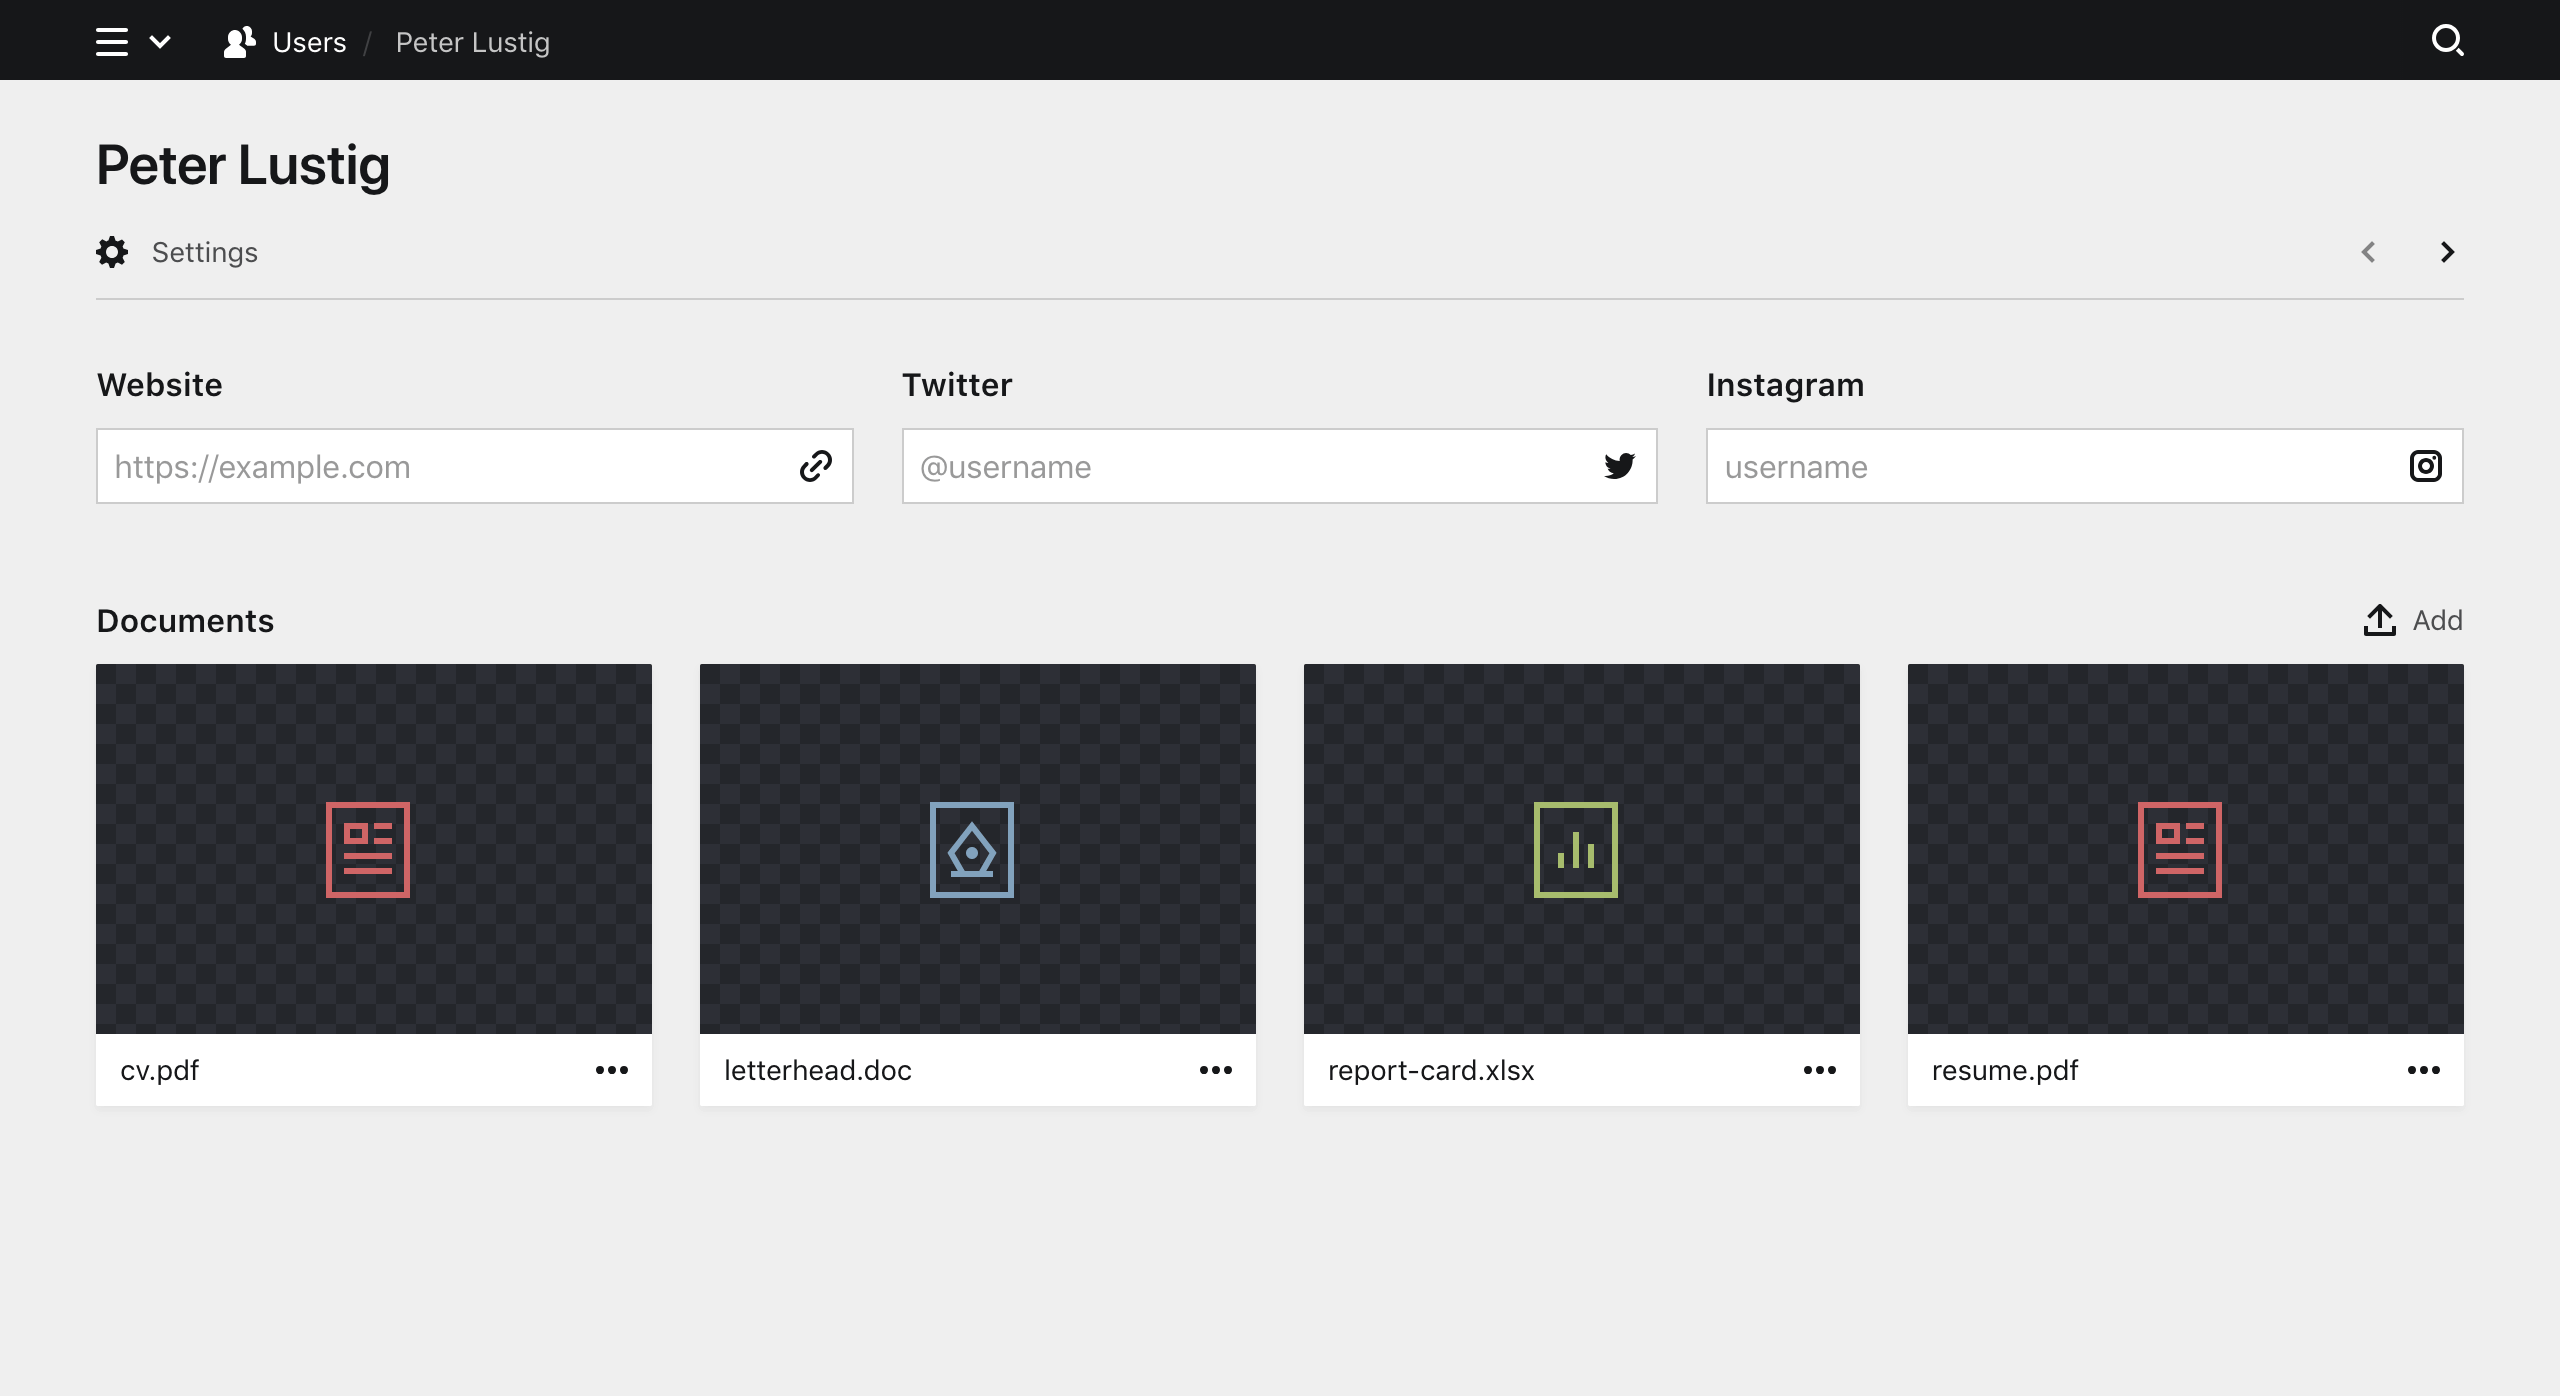 Users / Peter Lustig
Peter Lustig
Settings
Website
Twitter
Instagram
https://example.com
@username
username
Documents
Add
cv.pdf
letterhead.doc
report-card.xlsx
resume.pdf